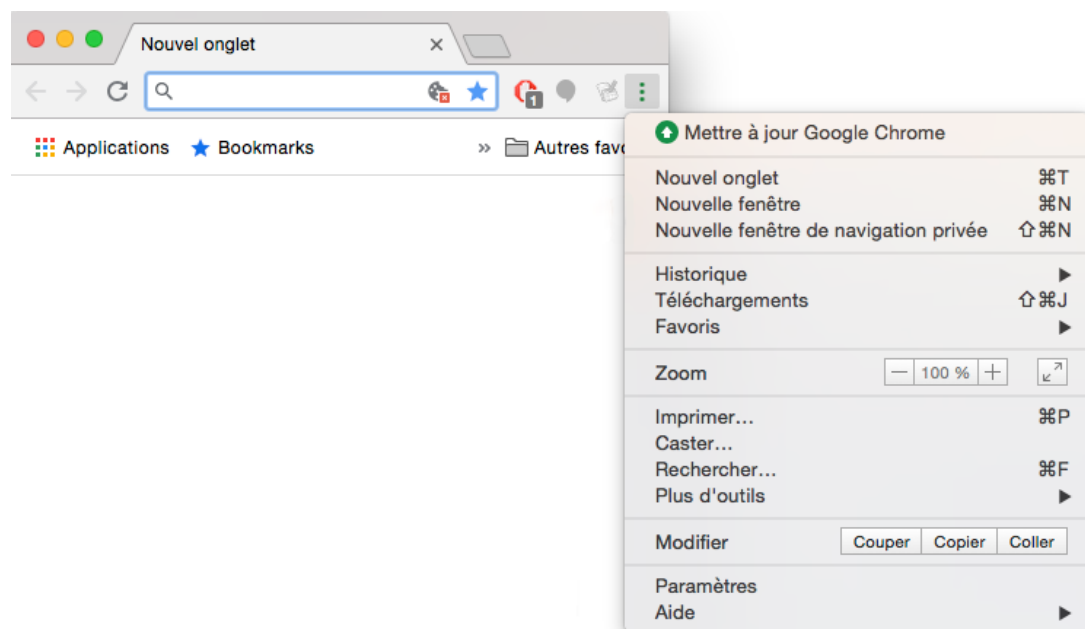 Nouvel onglet
1
Applications Bookmarks » Autres favo
Mettre à jour Google Chrome
Nouvel onglet ⌘T
Nouvelle fenêtre ⌘N
Nouvelle fenêtre de navigation privée ⇧⌘N
Historique
Téléchargements ⇧⌘J
Favoris
Zoom — 100 % +
Imprimer... ⌘P
Caster...
Rechercher... ⌘F
Plus d'outils
Modifier Couper Copier Coller
Paramètres
Aide